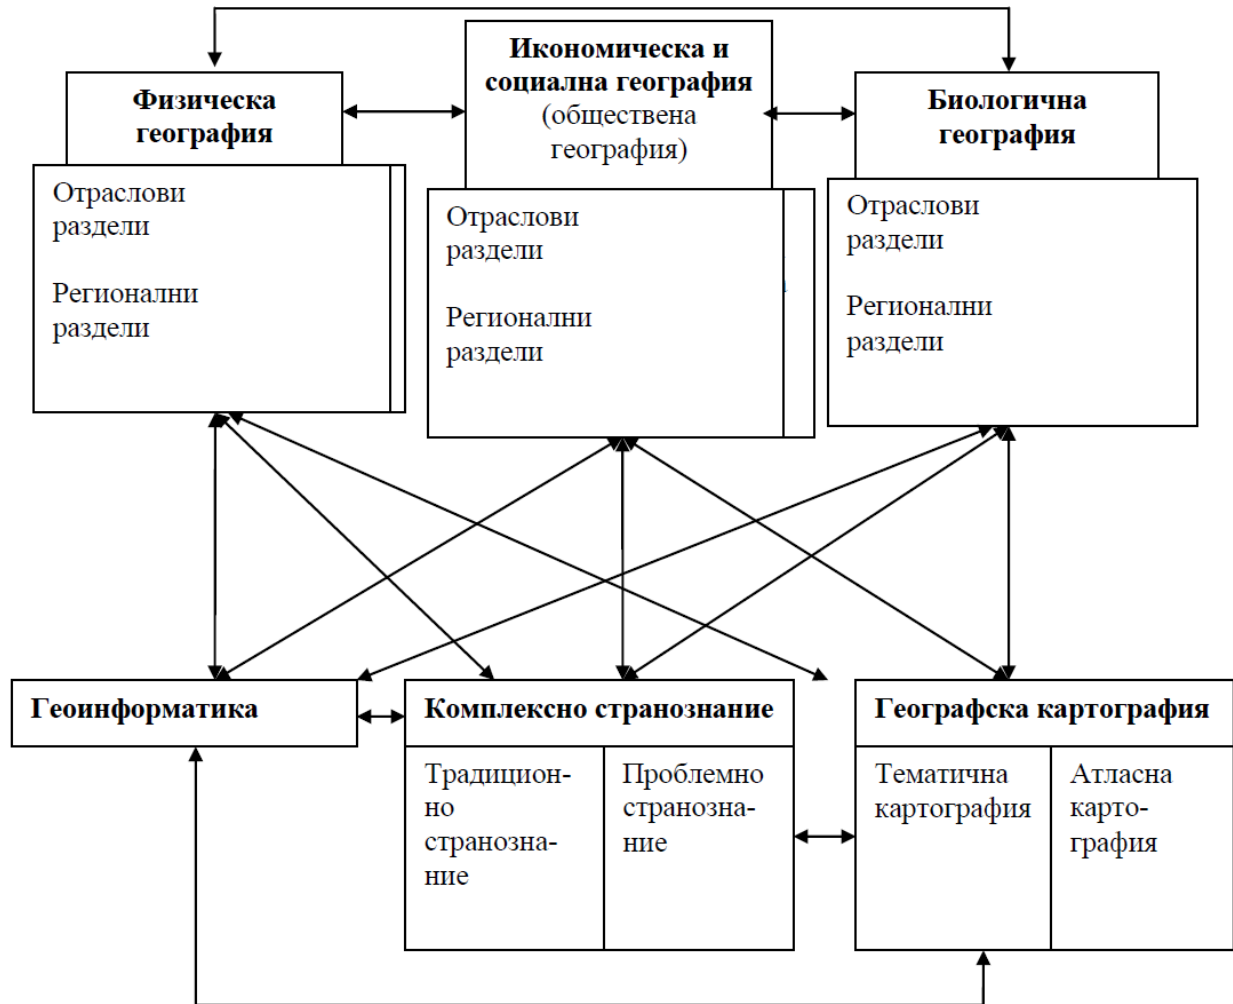 Физическа
география
Икономическа и
социална география
(обществена
география)
Биологична
география
Отраслови
раздели
Регионални
раздели
Отраслови
раздели
Регионални
раздели
Отраслови
раздели
Регионални
раздели
Геоинформатика
Комплексно странознание
Географска картография
Традицион-
но
странозна-
ние
Проблемно
странозна-
ние
Тематична
картография
Атласна
карто-
графия